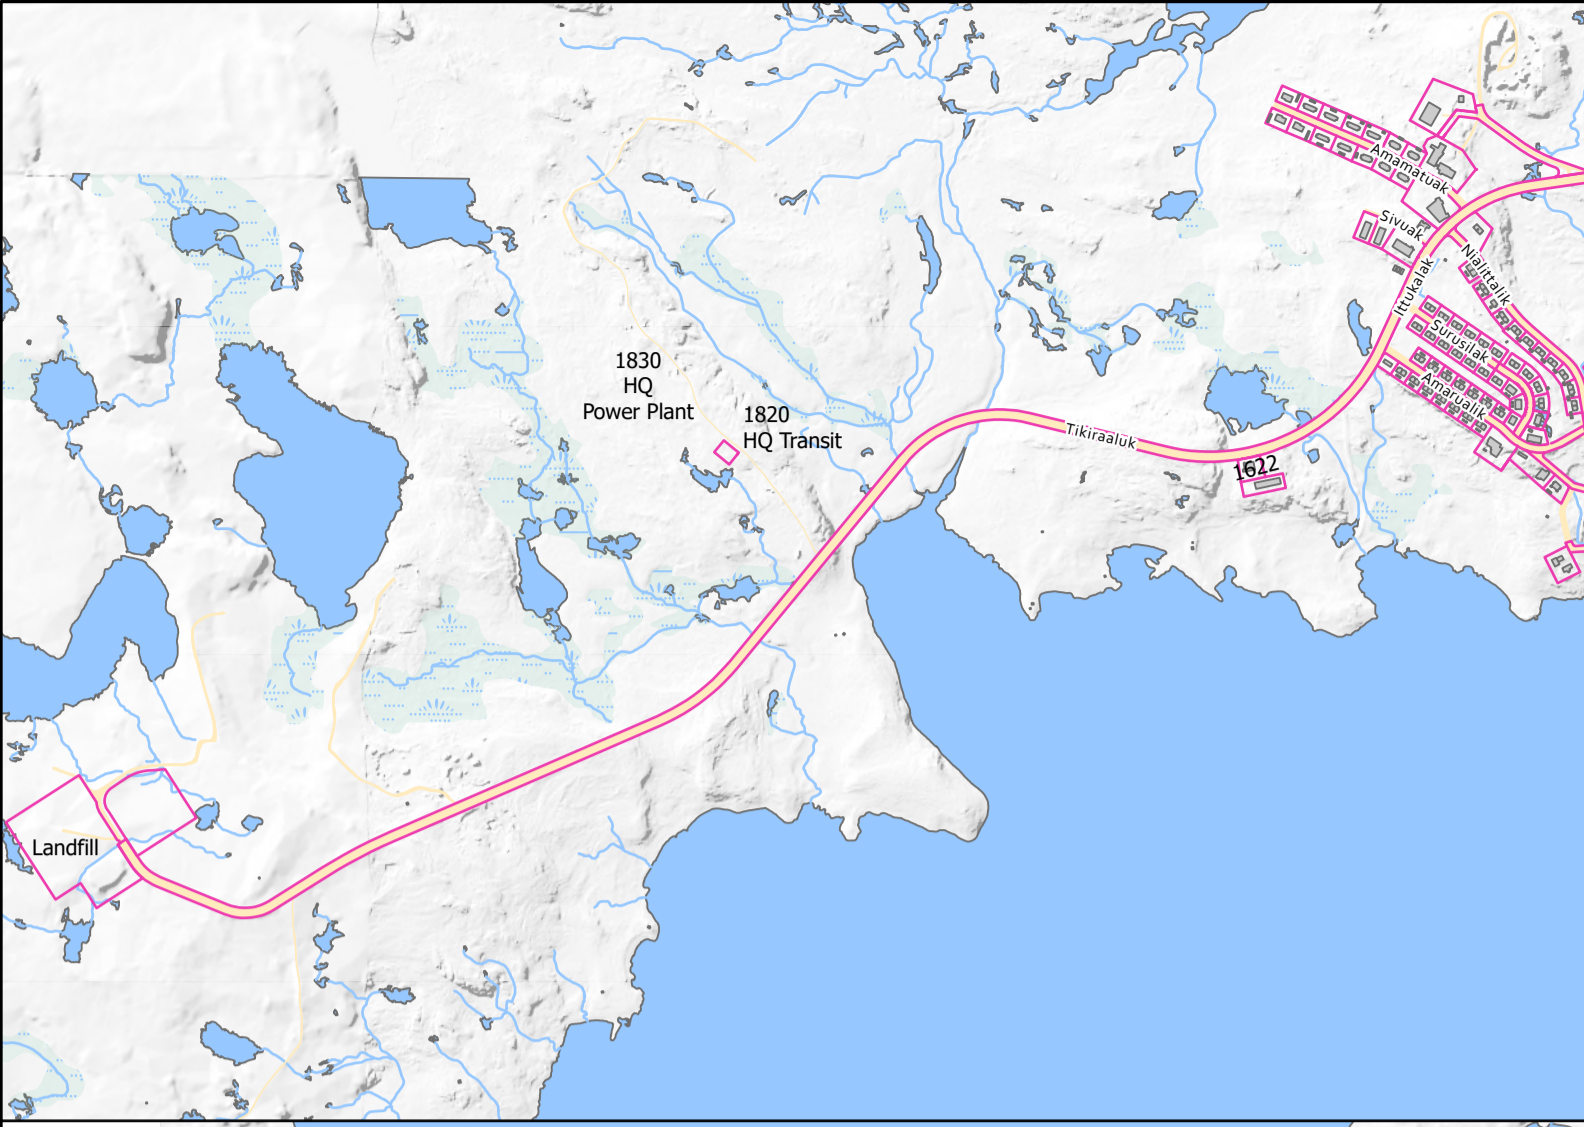 Amamatuak
Sivuak
Nialittalik
Ittukalak
Surusilak
Amarualik
1830
HQ
Power Plant
1820
HQ Transit
Tikiraaluk
1622
Landfill